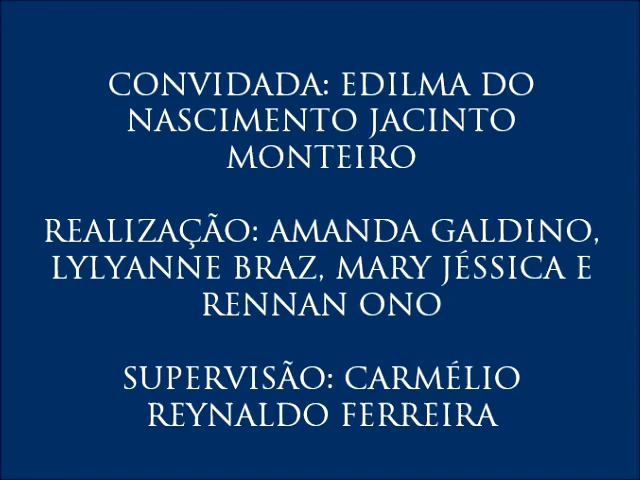 CONVIDADA: EDILMA DO
NASCIMENTO JACINTO
MONTEIRO
REALIZAÇÃO: AMANDA GALDINO,
LYLYANNE BRAZ, MARY JÉSSICA E
RENNAN ONO
SUPERVISÃO: CARMÉLIO
REYNALDO FERREIRA